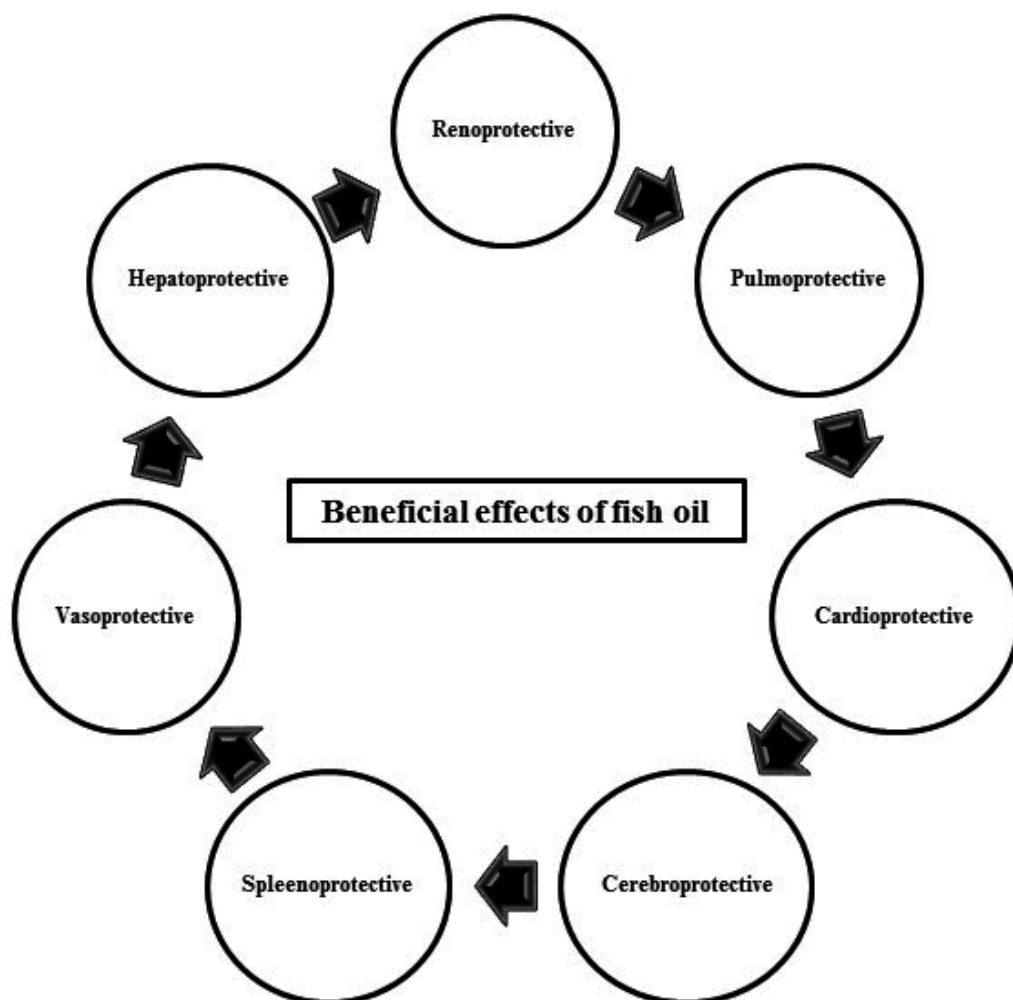 Renoprotective
Pulmoprotective
Cardioprotective
Cerebroprotective
Spleenoprotective
Vasoprotective
Hepatoprotective
Beneficial effects of fish oil